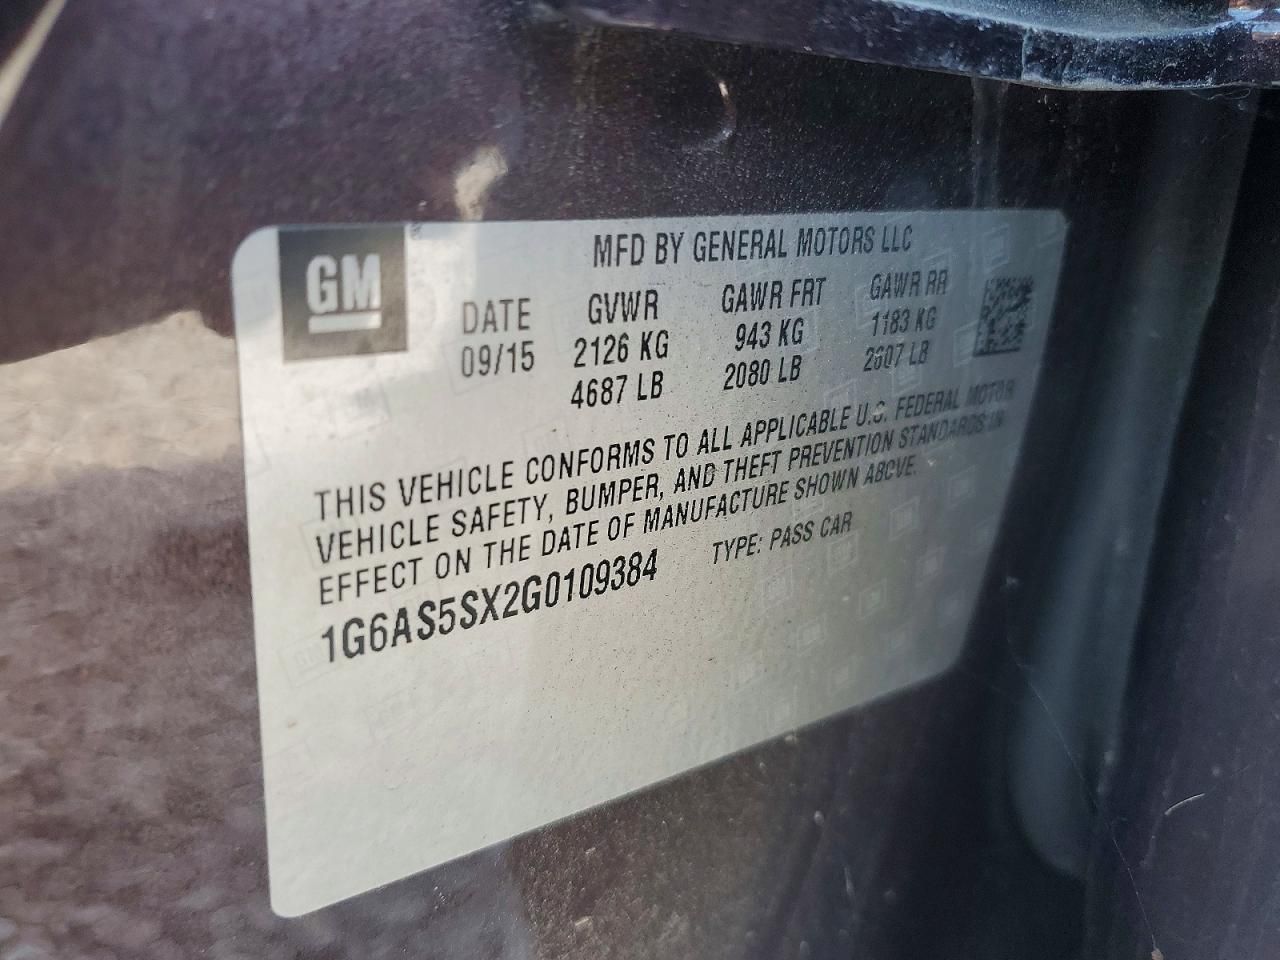 GM
MFD BY GENERAL MOTORS LLC
DATE GVWR GAWR FRT GAWR RR
09/15 2126 KG 943 KG 1183 KG
4687 LB 2080 LB 2607 LB
THIS VEHICLE CONFORMS TO ALL APPLICABLE U.S. FEDERAL MOTOR
VEHICLE SAFETY, BUMPER, AND THEFT PREVENTION STANDARDS IN
EFFECT ON THE DATE OF MANUFACTURE SHOWN ABOVE.
1G6AS5SX2G0109384 TYPE: PASS CAR